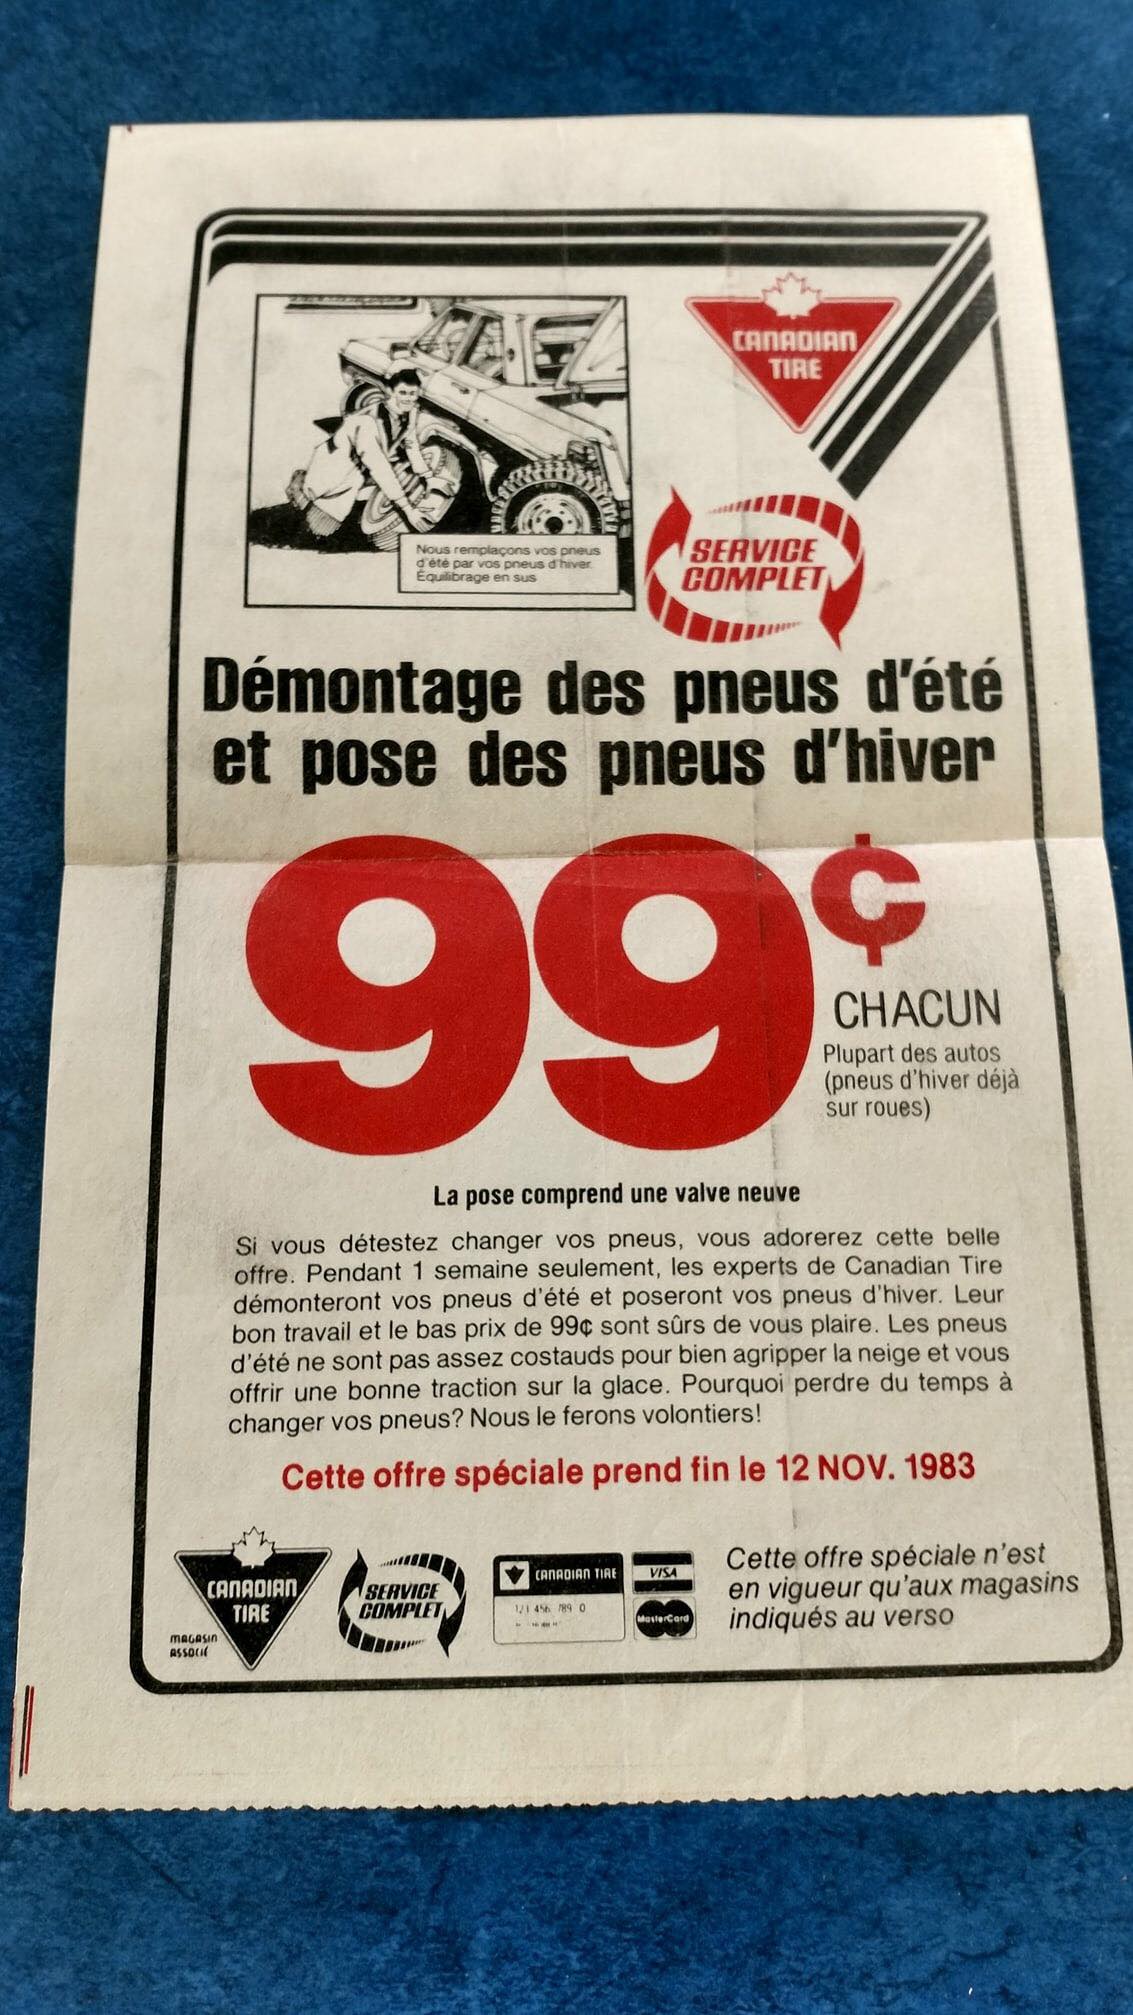 CANADIAN
TIRE
Nous remplaçons vos pneus
d'été par vos pneus d'hiver.
Équilibrage en sus
SERVICE
COMPLET
Démontage des pneus d'été
et pose des pneus d'hiver
99¢
CHACUN
Plupart des autos
(pneus d'hiver déjà
sur roues)
La pose comprend une valve neuve
Si vous détestez changer vos pneus, vous adorerez cette belle
offre. Pendant 1 semaine seulement, les experts de Canadian Tire
démonteront vos pneus d'été et poseront vos pneus d'hiver. Leur
bon travail et le bas prix de 99¢ sont sûrs de vous plaire. Les pneus
d'été ne sont pas assez costauds pour bien agripper la neige et vous
offrir une bonne traction sur la glace. Pourquoi perdre du temps à
changer vos pneus? Nous le ferons volontiers!
Cette offre spéciale prend fin le 12 NOV. 1983
CANADIAN
TIRE
magasin
associé
SERVICE
COMPLET
CANADIAN TIRE
456 789 0
VISA
MasterCard
Cette offre spéciale n'est
en vigueur qu'aux magasins
indiqués au verso